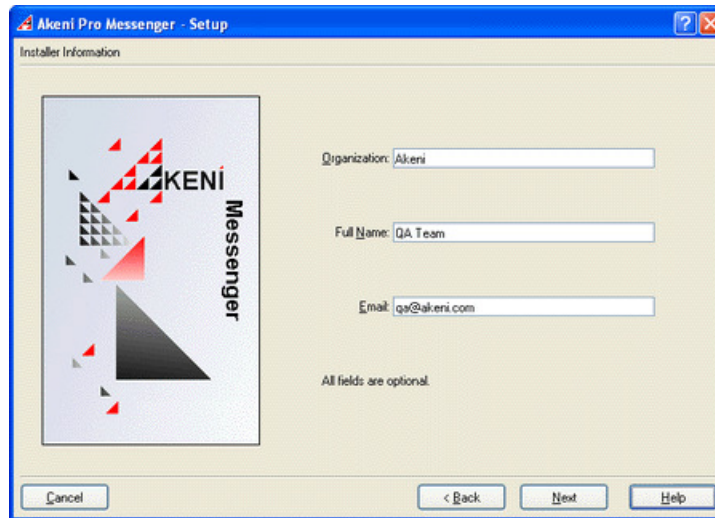 Akeni Pro Messenger - Setup
Installer Information
AKENI
Messenger
Organization: Akeni
Full Name: QA Team
Email: qa@akeni.com
All fields are optional.
Cancel
< Back
Next
Help